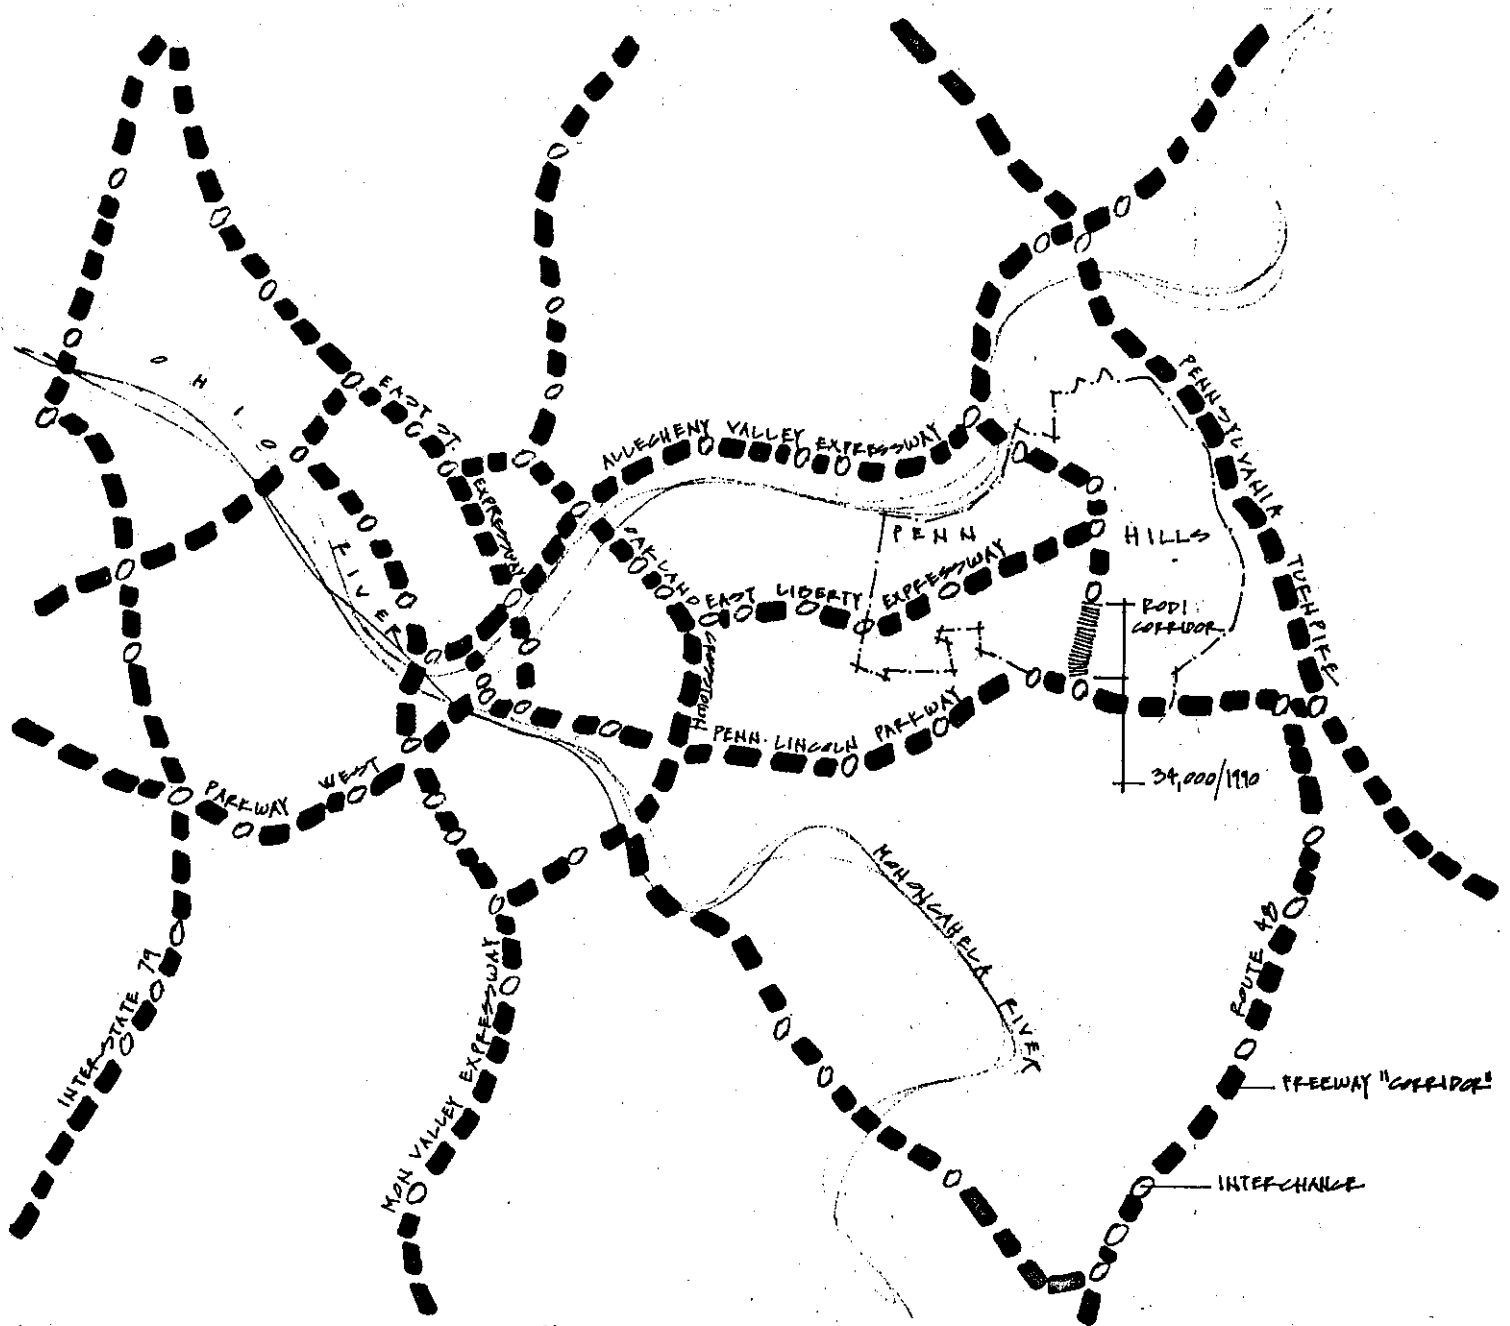 OHIO
RIVER
EAST ST.
EXPRESSWAY
ALLEGHENY VALLEY EXPRESSWAY
PENNSYLVANIA
TURNPIKE
PENN
HILLS
OAKLAND
CROSSTOWN
EAST LIBERTY EXPRESSWAY
RODI
CORRIDOR
PENN-LINCOLN PARKWAY
34,000/1990
PARKWAY WEST
MONONGAHELA RIVER
INTERSTATE 79
MON VALLEY EXPRESSWAY
ROUTE 48
FREEWAY "CORRIDOR"
INTERCHANGE